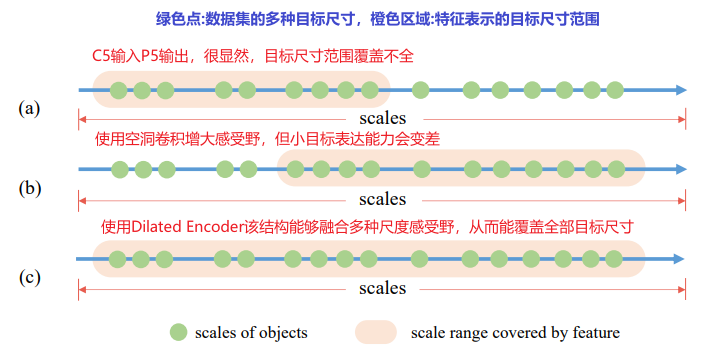 绿色点:数据集的多种目标尺寸，橙色区域:特征表示的目标尺寸范围
C5输入P5输出，很显然，目标尺寸范围覆盖不全
(a)
scales
使用空洞卷积增大感受野，但小目标表达能力会变差
(b)
scales
使用Dilated Encoder该结构能够融合多种尺度感受野，从而能覆盖全部目标尺寸
(c)
scales
scales of objects
scale range covered by feature